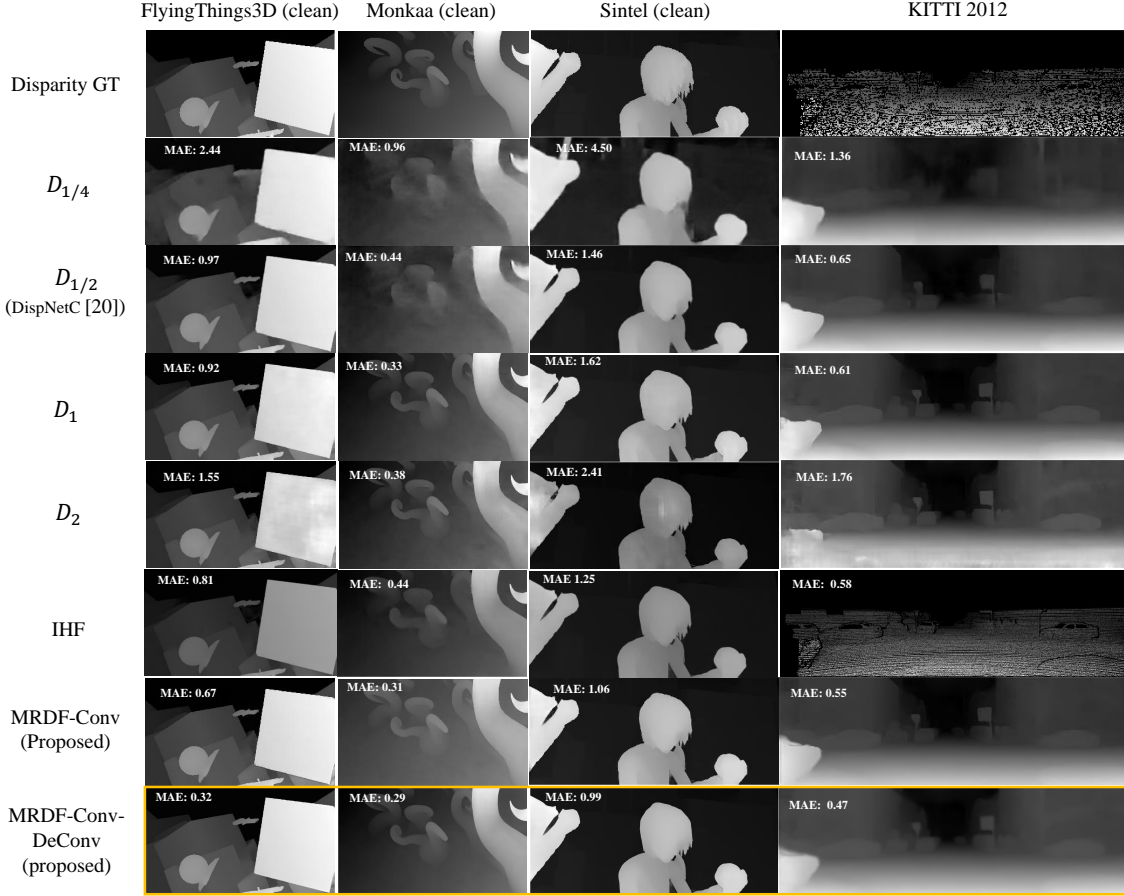 FlyingThings3D (clean) Monkaa (clean) Sintel (clean) KITTI 2012
Disparity GT
MAE: 2.44 MAE: 0.96 MAE: 4.50 MAE: 1.36
D1/4
MAE: 0.97 MAE: 0.44 MAE: 1.46 MAE: 0.65
D1/2
(DispNetC [20])
MAE: 0.92 MAE: 0.33 MAE: 1.62 MAE: 0.61
D1
MAE: 1.55 MAE: 0.38 MAE: 2.41 MAE: 1.76
D2
MAE: 0.81 MAE: 0.44 MAE 1.25 MAE: 0.58
IHF
MAE: 0.67 MAE: 0.31 MAE: 1.06 MAE: 0.55
MRDF-Conv
(Proposed)
MAE: 0.32 MAE: 0.29 MAE: 0.99 MAE: 0.47
MRDF-Conv-
DeConv
(proposed)